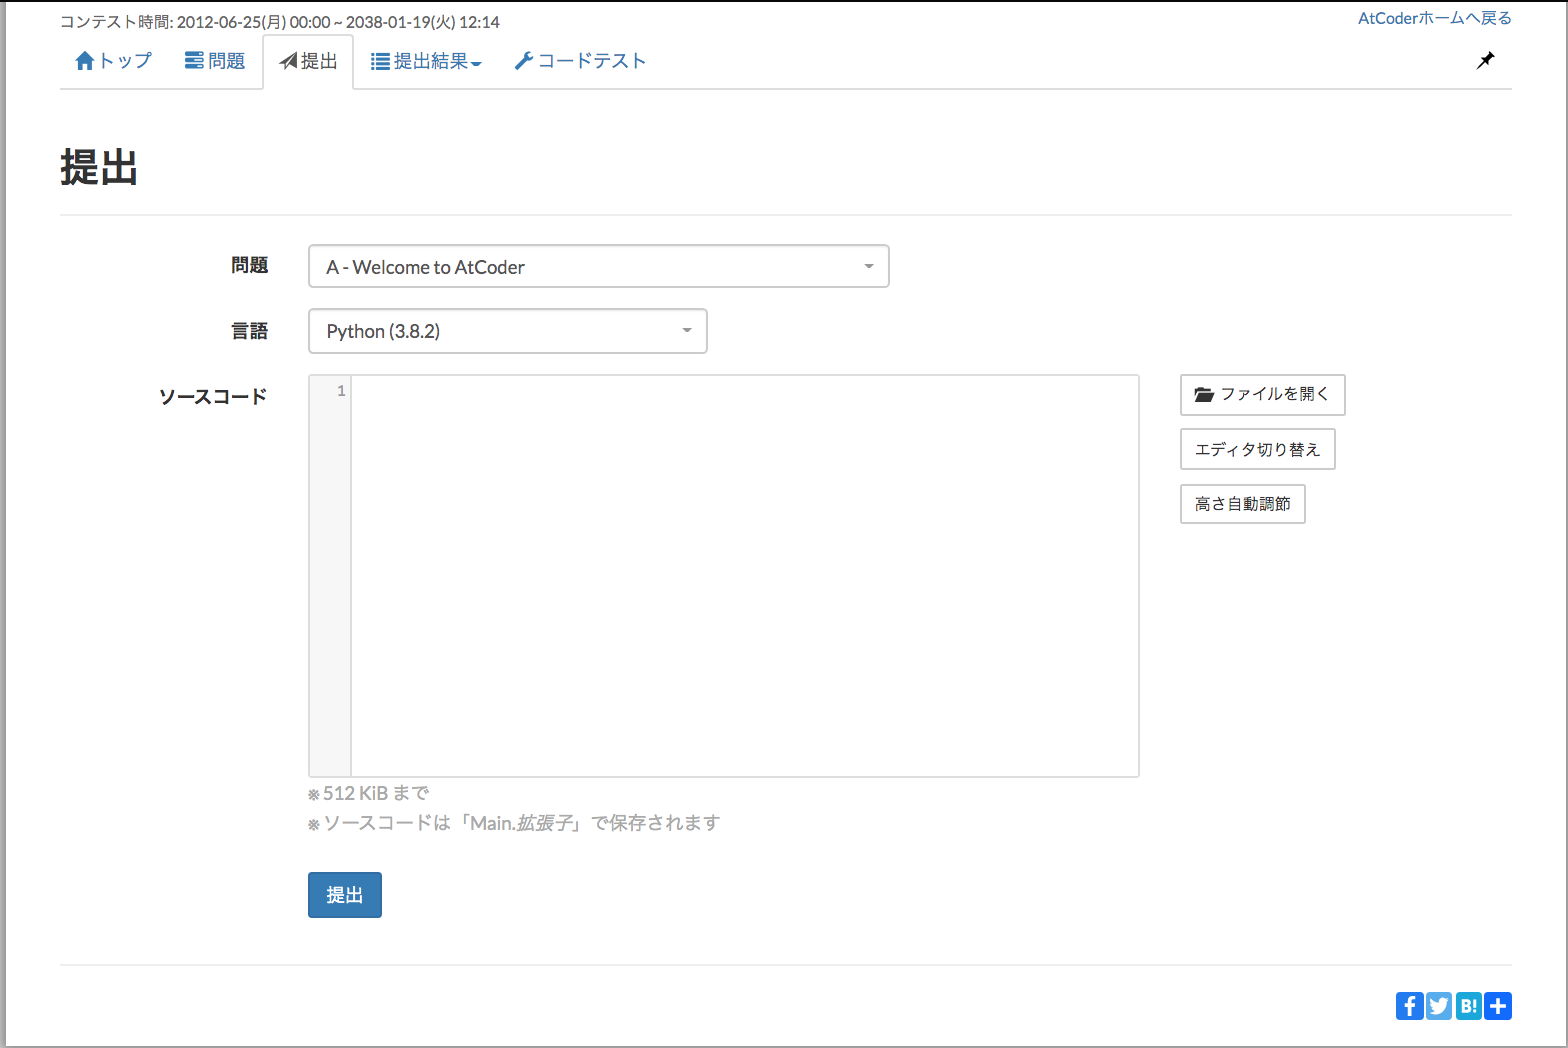 コンテスト時間: 2012-06-25(月) 00:00 ~ 2038-01-19(火) 12:14
AtCoderホームへ戻る
トップ 問題 提出 提出結果 コードテスト
提出
問題 A - Welcome to AtCoder
言語 Python (3.8.2)
ソースコード 1
ファイルを開く
エディタ切り替え
高さ自動調節
※ 512 KiB まで
※ ソースコードは「Main.拡張子」で保存されます
提出
B!